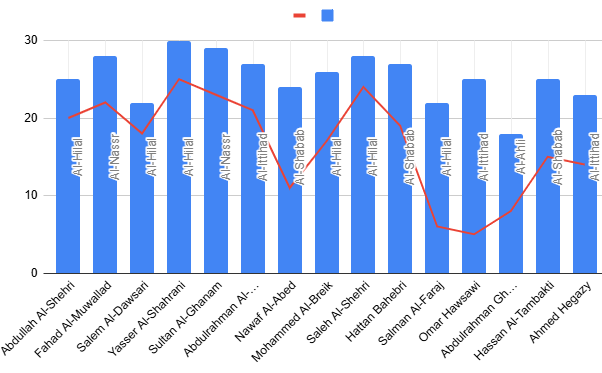 30
20
10
0
Al-Hilal
Al-Nassr
Al-Hilal
Al-Hilal
Al-Nassr
Al-Ittihad
Al-Shabab
Al-Hilal
Al-Hilal
Al-Shabab
Al-Hilal
Al-Ittihad
Al-Ahli
Al-Shabab
Al-Ittihad
Abdullah Al-Shehri
Fahad Al-Muwallad
Salem Al-Dawsari
Yasser Al-Shahrani
Sultan Al-Ghanam
Abdulrahman Al-...
Nawaf Al-Abed
Mohammed Al-Breik
Saleh Al-Shehri
Hattan Bahebri
Salman Al-Faraj
Omar Hawsawi
Abdulrahman Gh...
Hassan Al-Tambakti
Ahmed Hegazy